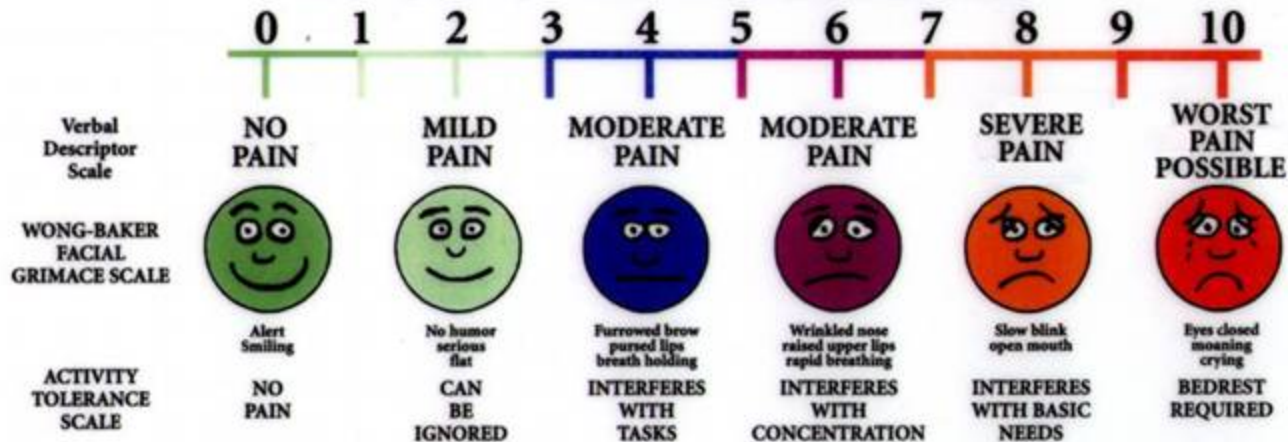 0 1 2 3 4 5 6 7 8 9 10
Verbal
Descriptor
Scale
NO
PAIN
MILD
PAIN
MODERATE
PAIN
MODERATE
PAIN
SEVERE
PAIN
WORST
PAIN
POSSIBLE
WONG-BAKER
FACIAL
GRIMACE SCALE
Alert
Smiling
No humor
serious
flat
Furrowed brow
pursed lips
breath holding
Wrinkled nose
raised upper lips
rapid breathing
Slow blink
open mouth
Eyes closed
moaning
crying
ACTIVITY
TOLERANCE
SCALE
NO
PAIN
CAN
BE
IGNORED
INTERFERES
WITH
TASKS
INTERFERES
WITH
CONCENTRATION
INTERFERES
WITH BASIC
NEEDS
BEDREST
REQUIRED